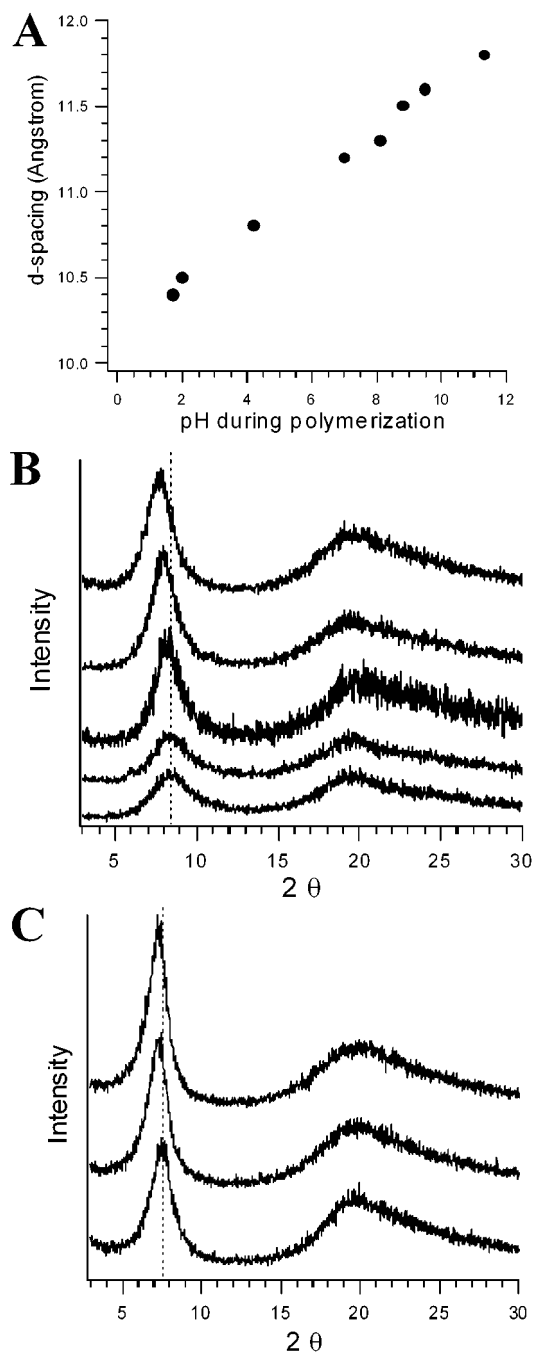 A
12.0
11.5
11.0
10.5
10.0
d-spacing (Angstrom)
0 2 4 6 8 10 12
pH during polymerization
B
Intensity
5 10 15 20 25 30
2 θ
C
Intensity
5 10 15 20 25 30
2 θ